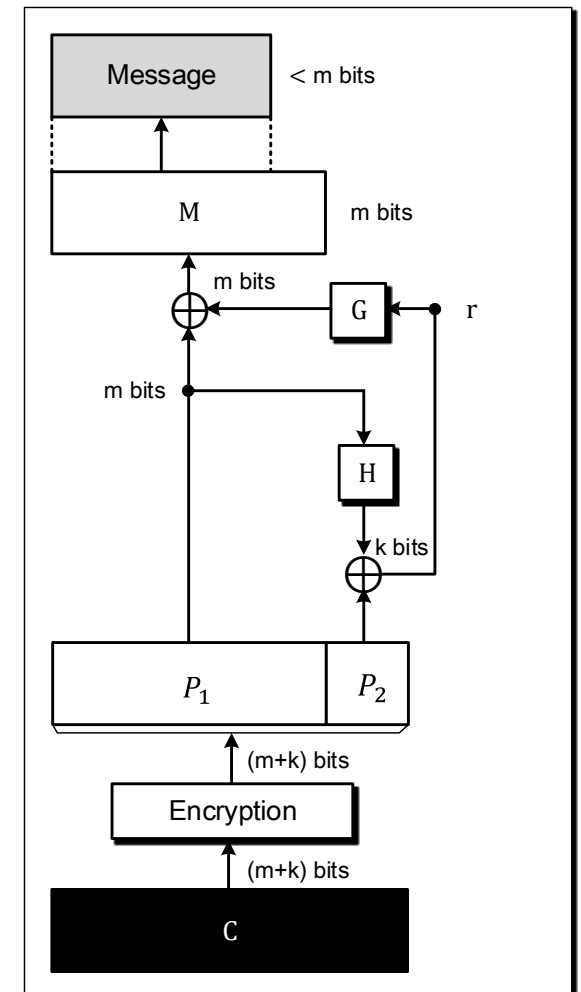 Message < m bits
M m bits
m bits
G r
m bits
H
k bits
P₁ P₂
(m+k) bits
Encryption
(m+k) bits
C